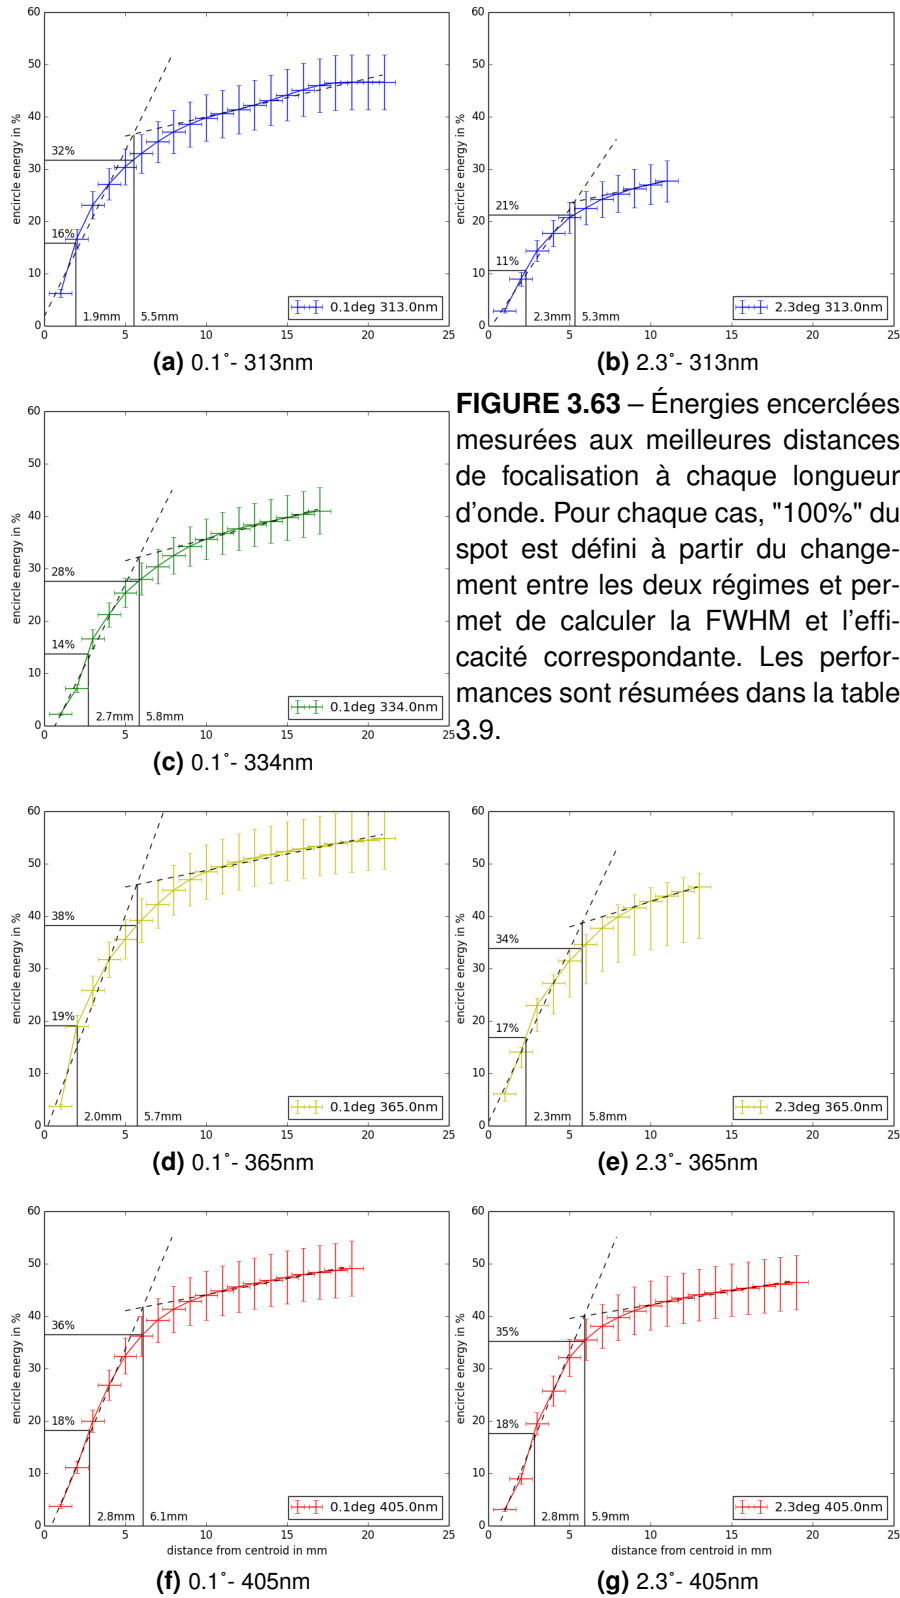 60
50
40
30
20
10
0
encircle energy in %
32%
16%
1.9mm
5.5mm
0.1deg 313.0nm
0 5 10 15 20 25
(a) 0.1˚- 313nm
60
50
40
30
20
10
0
encircle energy in %
21%
11%
2.3mm
5.3mm
2.3deg 313.0nm
0 5 10 15 20 25
(b) 2.3˚- 313nm
60
50
40
30
20
10
0
encircle energy in %
28%
14%
2.7mm
5.8mm
0.1deg 334.0nm
0 5 10 15 20 25
(c) 0.1˚- 334nm
FIGURE 3.63 – Énergies encerclées
mesurées aux meilleures distances
de focalisation à chaque longueur
d'onde. Pour chaque cas, "100%" du
spot est défini à partir du change-
ment entre les deux régimes et per-
met de calculer la FWHM et l'effi-
cacité correspondante. Les perfor-
mances sont résumées dans la table
3.9.
60
50
40
30
20
10
0
encircle energy in %
38%
19%
2.0mm
5.7mm
0.1deg 365.0nm
0 5 10 15 20 25
(d) 0.1˚- 365nm
60
50
40
30
20
10
0
encircle energy in %
34%
17%
2.3mm
5.8mm
2.3deg 365.0nm
0 5 10 15 20 25
(e) 2.3˚- 365nm
60
50
40
30
20
10
0
encircle energy in %
36%
18%
2.8mm
6.1mm
0.1deg 405.0nm
0 5 10 15 20 25
distance from centroid in mm
(f) 0.1˚- 405nm
60
50
40
30
20
10
0
encircle energy in %
35%
18%
2.8mm
5.9mm
2.3deg 405.0nm
0 5 10 15 20 25
distance from centroid in mm
(g) 2.3˚- 405nm